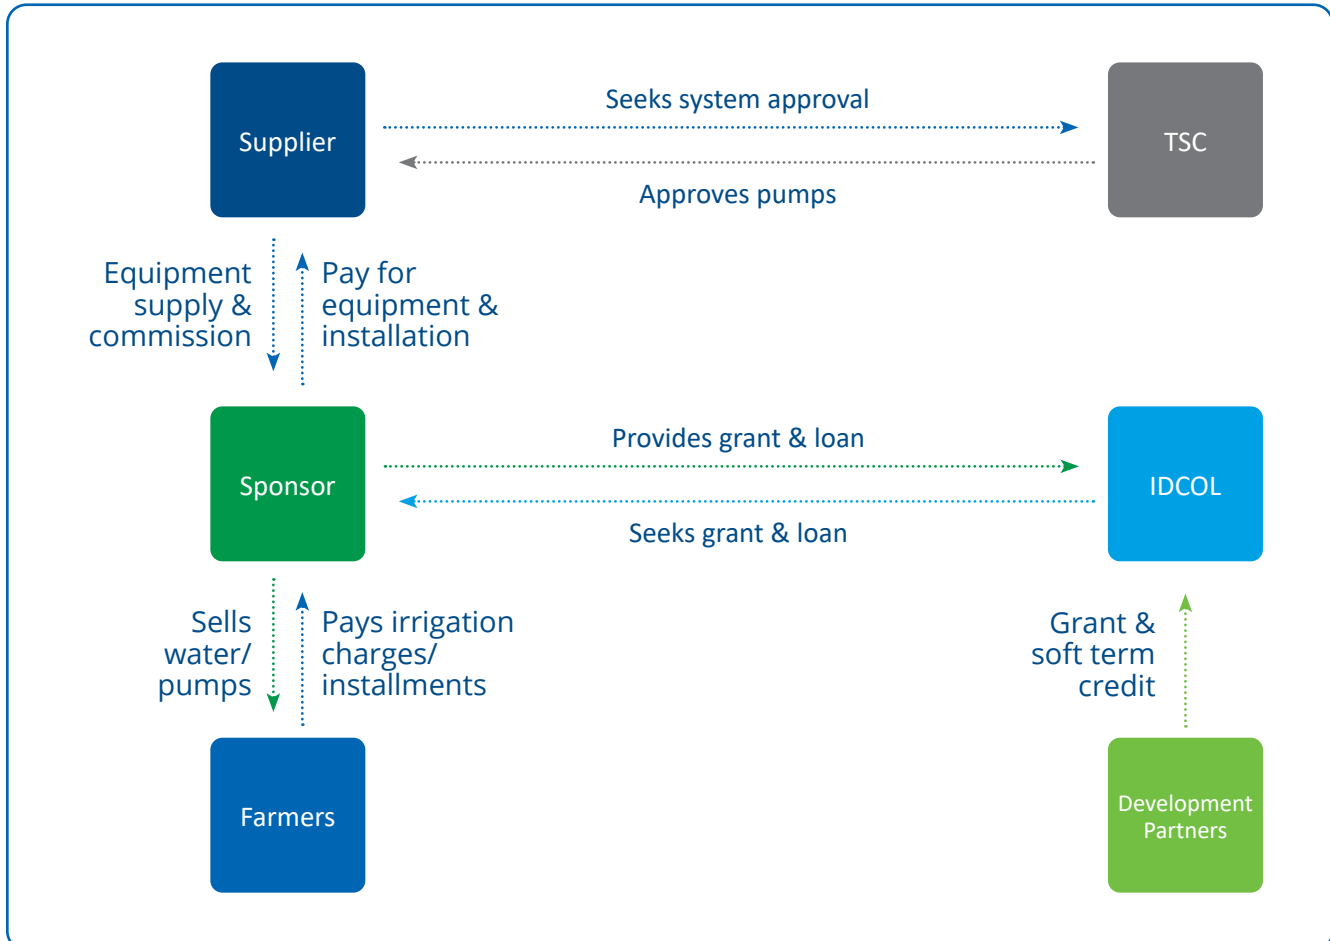 Supplier
Seeks system approval
Approves pumps
TSC
Equipment
supply &
commission
Pay for
equipment &
installation
Sponsor
Provides grant & loan
Seeks grant & loan
IDCOL
Sells
water/
pumps
Pays irrigation
charges/
installments
Grant &
soft term
credit
Farmers
Development
Partners